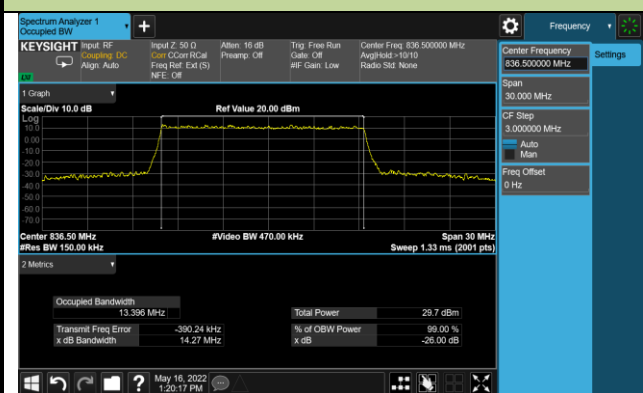 Spectrum Analyzer 1
Occupied BW
Frequency
KEYSIGHT
Input: RF
Coupling: DC
Align: Auto
Input Z: 50 Ω
Corr CCorr RCal
Freq Ref: Ext (S)
NFE: Off
Atten: 16 dB
Preamp: Off
Trig: Free Run
Gate: Off
#IF Gain: Low
Center Freq: 836.500000 MHz
Avg|Hold:>10/10
Radio Std: None
Center Frequency
836.500000 MHz
Settings
Span
30.000 MHz
CF Step
3.000000 MHz
Auto
Man
Freq Offset
0 Hz
1 Graph
Scale/Div 10.0 dB
Ref Value 20.00 dBm
Log
10.0
0.00
-10.0
-20.0
-30.0
-40.0
-50.0
-60.0
-70.0
Center 836.50 MHz
#Video BW 470.00 kHz
Span 30 MHz
#Res BW 150.00 kHz
Sweep 1.33 ms (2001 pts)
2 Metrics
Occupied Bandwidth
13.396 MHz
Total Power
29.7 dBm
Transmit Freq Error
-390.24 kHz
% of OBW Power
99.00 %
x dB Bandwidth
14.27 MHz
x dB
-26.00 dB
May 16, 2022
1:20:17 PM